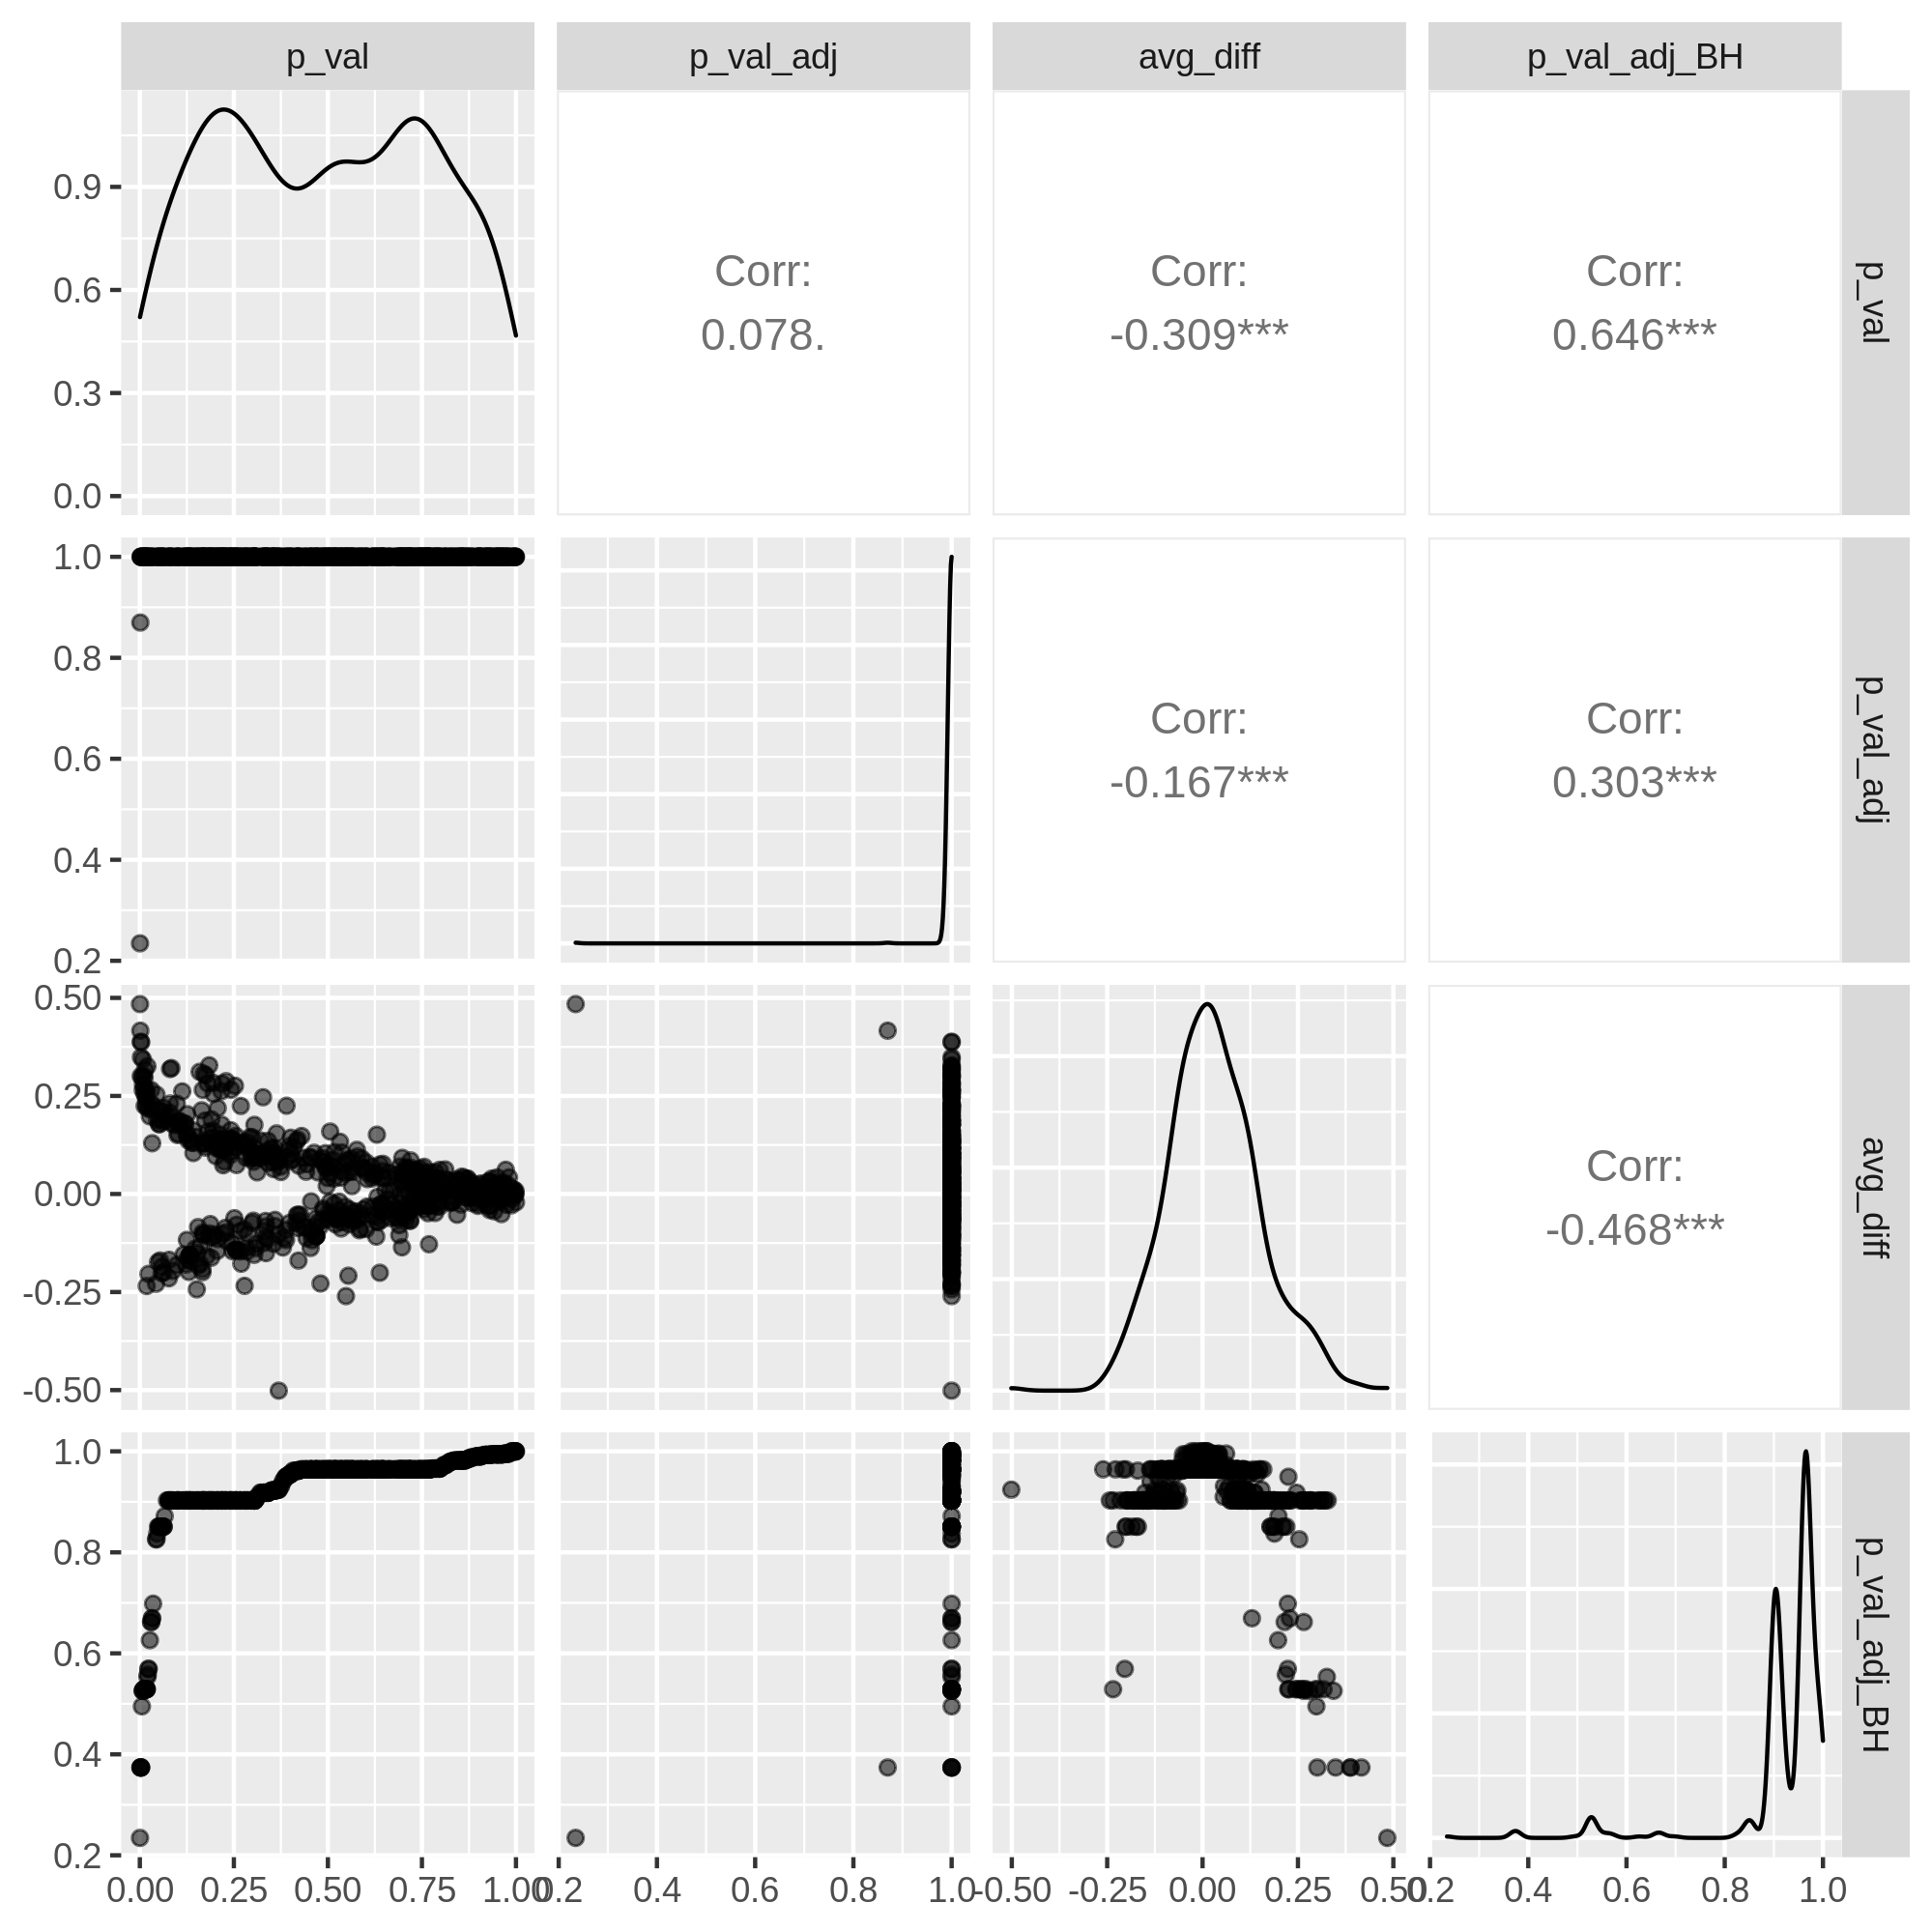 p_val p_val_adj avg_diff p_val_adj_BH
0.9
0.6
0.3
0.0
Corr:
0.078.
Corr:
-0.309***
Corr:
0.646***
p_val
1.0
0.8
0.6
0.4
0.2
Corr:
-0.167***
Corr:
0.303***
p_val_adj
0.50
0.25
0.00
-0.25
-0.50
Corr:
-0.468***
avg_diff
1.0
0.8
0.6
0.4
0.2
p_val_adj_BH
0.00 0.25 0.50 0.75 1.00
0.2 0.4 0.6 0.8 1.0
-0.50 -0.25 0.00 0.25 0.50
0.2 0.4 0.6 0.8 1.0